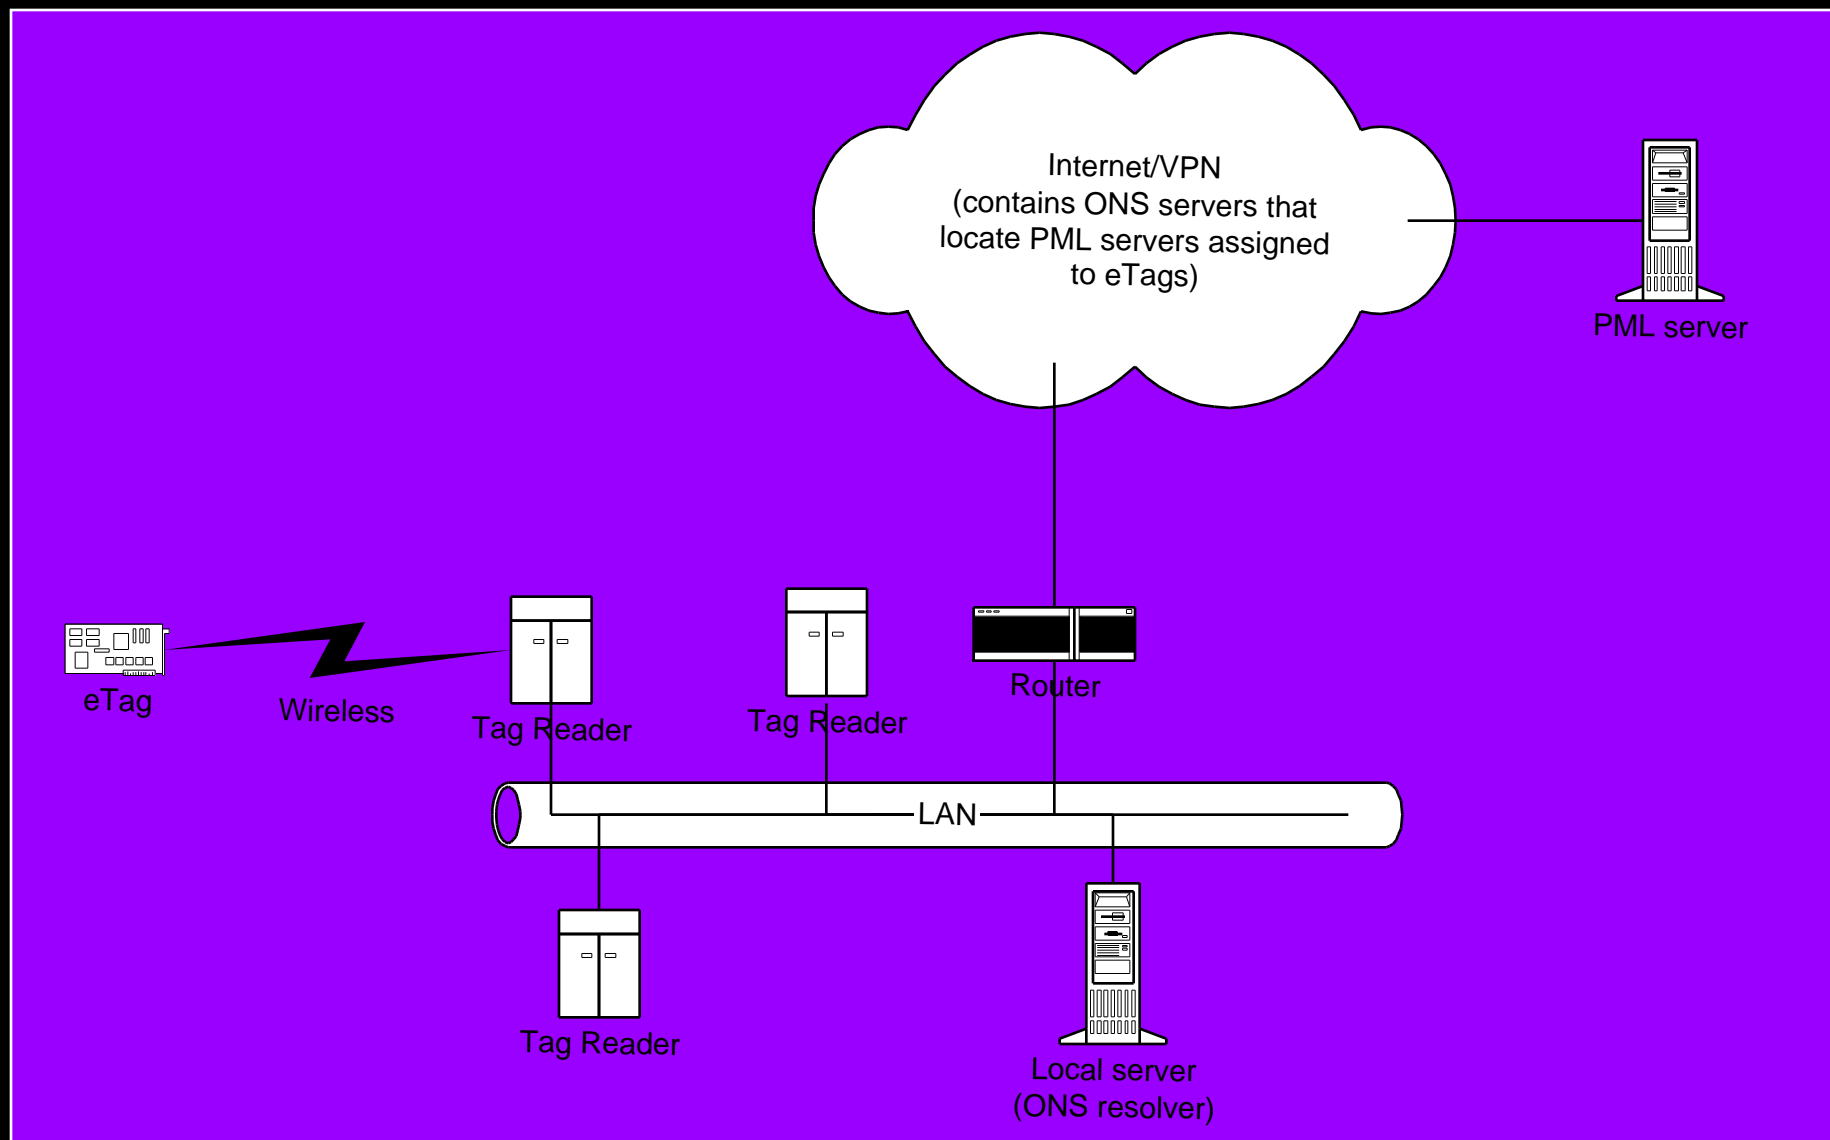 Internet/VPN
(contains ONS servers that
locate PML servers assigned
to eTags)
PML server
eTag
Wireless
Tag Reader
Tag Reader
Router
LAN
Tag Reader
Local server
(ONS resolver)